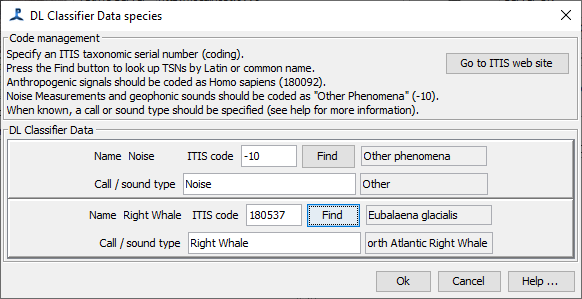 DL Classifier Data species
Code management
Specify an ITIS taxonomic serial number (coding).
Press the Find button to look up TSNs by Latin or common name.
Anthropogenic signals should be coded as Homo sapiens (180092).
Noise Measurements and geophonic sounds should be coded as "Other Phenomena" (-10).
When known, a call or sound type should be specified (see help for more information).
Go to ITIS web site
DL Classifier Data
Name Noise ITIS code -10 Find Other phenomena
Call / sound type Noise Other
Name Right Whale ITIS code 180537 Find Eubalaena glacialis
Call / sound type Right Whale orth Atlantic Right Whale
Ok Cancel Help ...